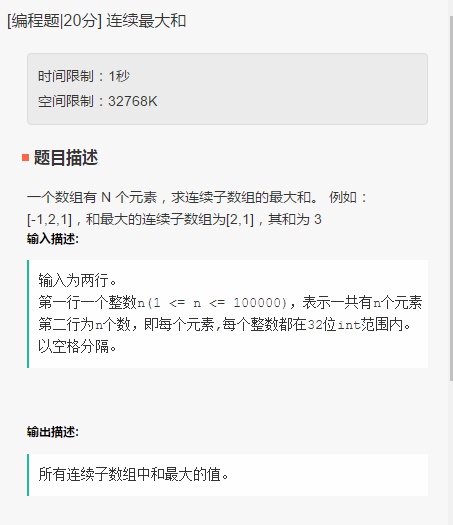 [编程题|20分] 连续最大和
时间限制：1秒
空间限制：32768K
题目描述
一个数组有 N 个元素，求连续子数组的最大和。 例如：
[-1,2,1]，和最大的连续子数组为[2,1]，其和为 3
输入描述:
输入为两行。
第一行一个整数n(1 <= n <= 100000)，表示一共有n个元素
第二行为n个数，即每个元素,每个整数都在32位int范围内。
以空格分隔。
输出描述:
所有连续子数组中和最大的值。